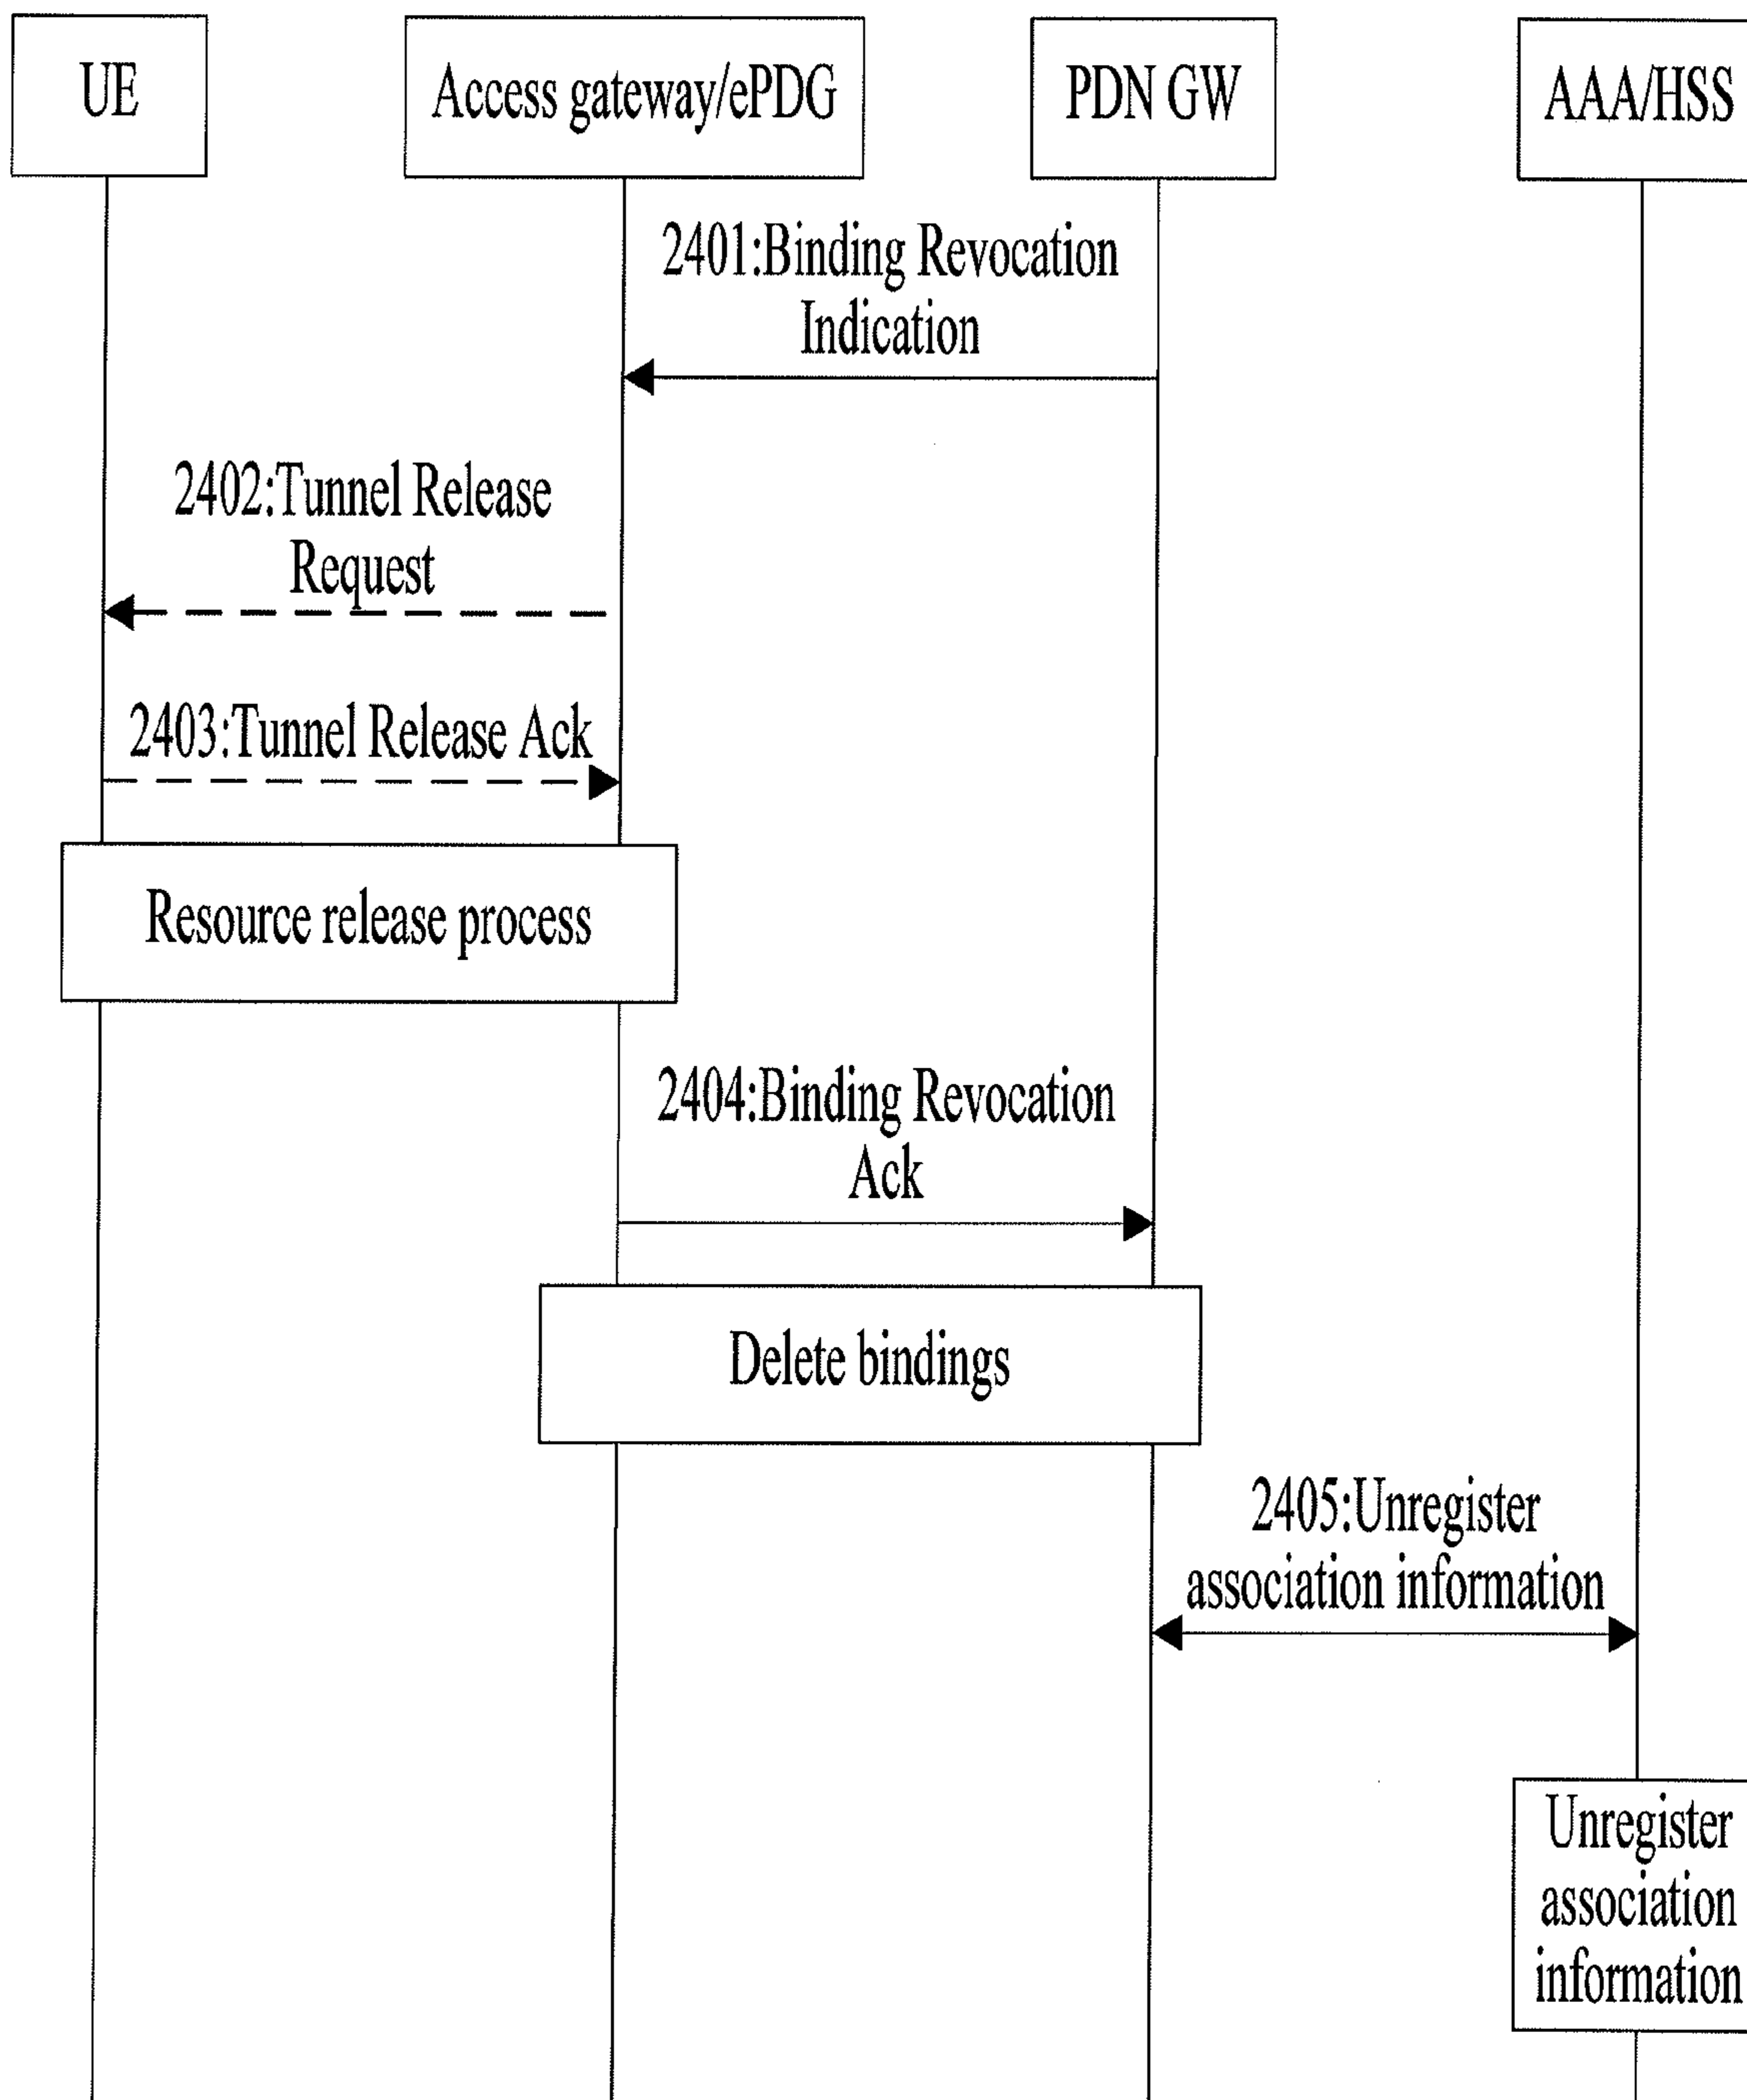 UE
Access gateway/ePDG
PDN GW
AAA/HSS
2401:Binding Revocation
Indication
2402:Tunnel Release
Request
2403:Tunnel Release Ack
Resource release process
2404:Binding Revocation
Ack
Delete bindings
2405:Unregister
association information
Unregister
association
information